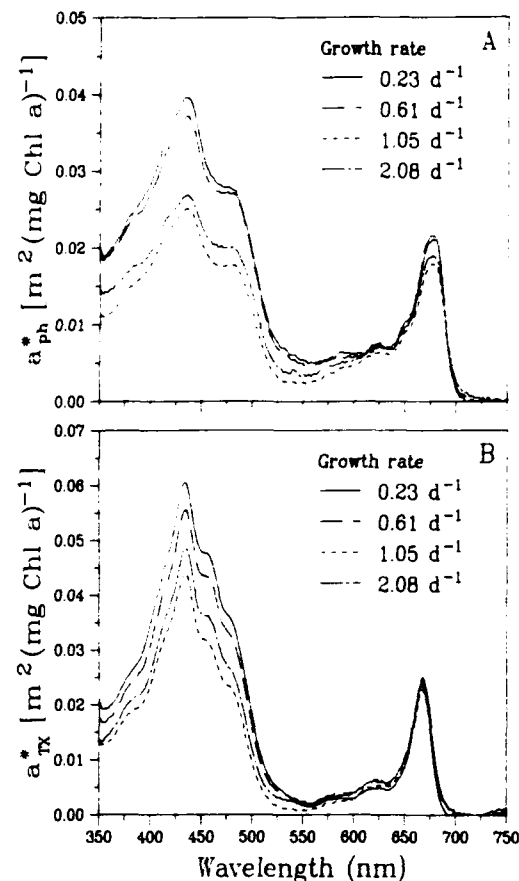 A
Growth rate
0.23 d⁻¹
0.61 d⁻¹
1.05 d⁻¹
2.08 d⁻¹
0.05
0.04
0.03
0.02
0.01
0.00
a*ph [m² (mg Chl a)⁻¹]
B
Growth rate
0.23 d⁻¹
0.61 d⁻¹
1.05 d⁻¹
2.08 d⁻¹
0.07
0.06
0.05
0.04
0.03
0.02
0.01
0.00
a*TX [m² (mg Chl a)⁻¹]
350 400 450 500 550 600 650 700 750
Wavelength (nm)